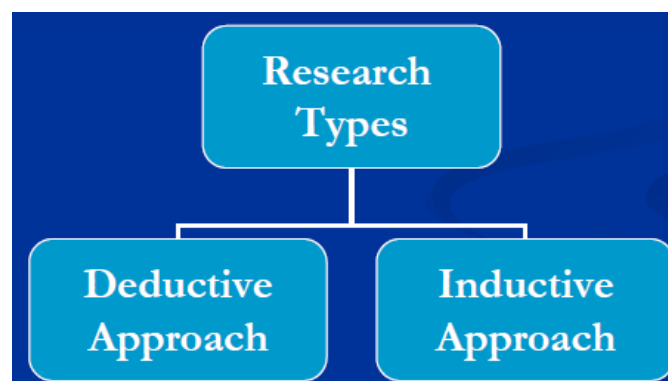 Research
Types
Deductive
Approach
Inductive
Approach